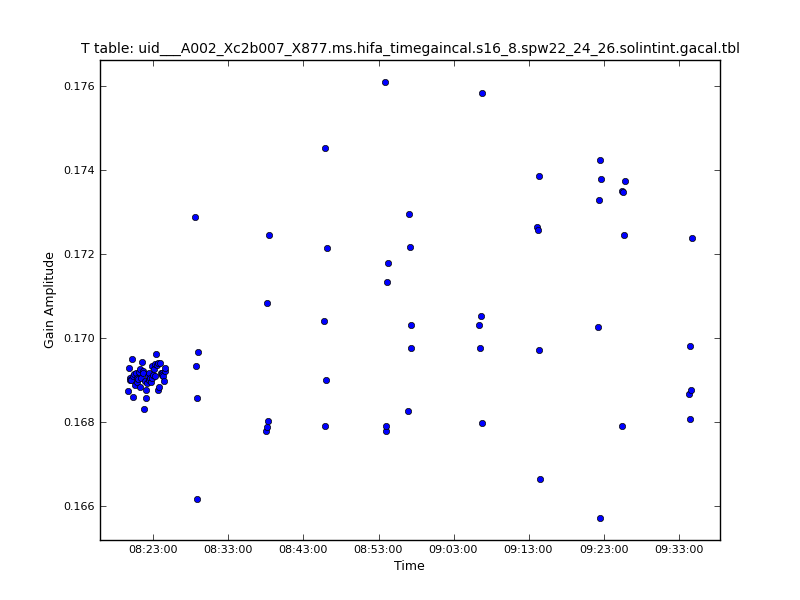 T table: uid___A002_Xc2b007_X877.ms.hifa_timegaincal.s16_8.spw22_24_26.solintint.gacal.tbl
0.176
0.174
0.172
0.170
0.168
0.166
Gain Amplitude
08:23:00 08:33:00 08:43:00 08:53:00 09:03:00 09:13:00 09:23:00 09:33:00
Time